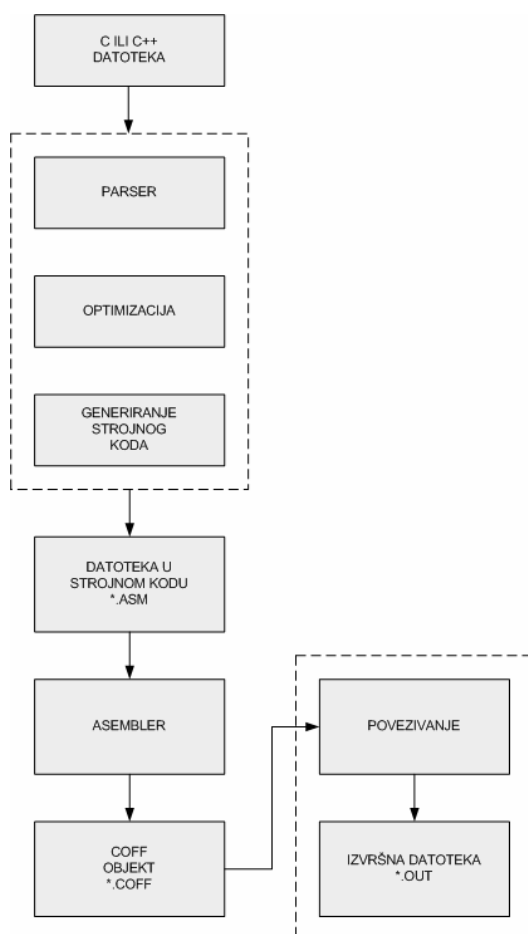 C ILI C++
DATOTEKA
PARSER
OPTIMIZACIJA
GENERIRANJE
STROJNOG
KODA
DATOTEKA U
STROJNOM KODU
*.ASM
ASEMBLER
COFF
OBJEKT
*.COFF
POVEZIVANJE
IZVRŠNA DATOTEKA
*.OUT